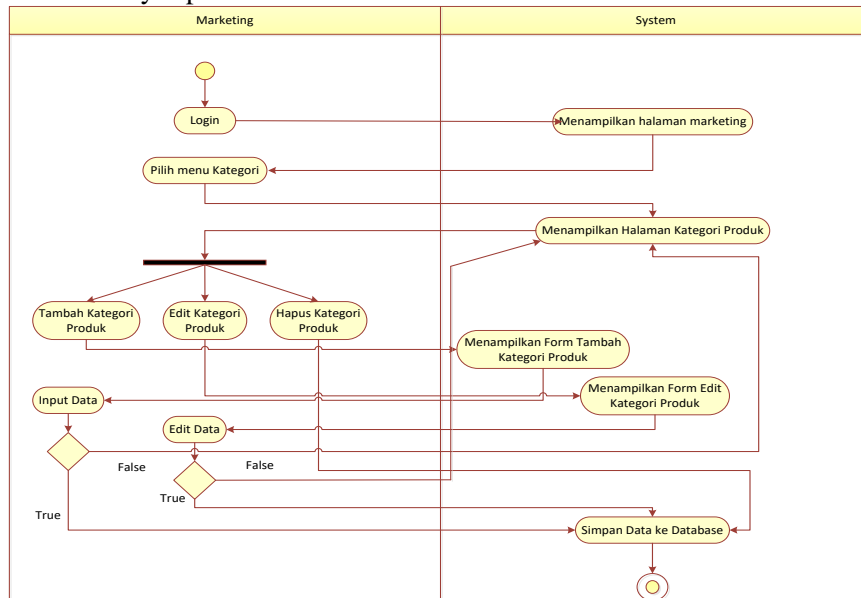 Marketing
System
Login
Menampilkan halaman marketing
Pilih menu Kategori
Menampilkan Halaman Kategori Produk
Tambah Kategori
Produk
Edit Kategori
Produk
Hapus Kategori
Produk
Menampilkan Form Tambah
Kategori Produk
Menampilkan Form Edit
Kategori Produk
Input Data
Edit Data
False
False
True
True
Simpan Data ke Database